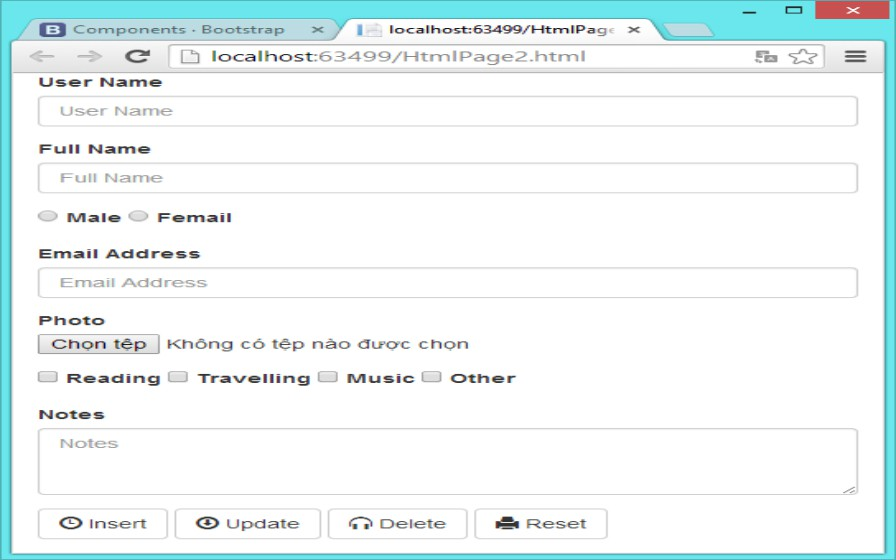 Components · Bootstrap
localhost:63499/HtmlPage
localhost:63499/HtmlPage2.html
User Name
User Name
Full Name
Full Name
Male Femail
Email Address
Email Address
Photo
Chọn tệp Không có tệp nào được chọn
Reading Travelling Music Other
Notes
Notes
Insert Update Delete Reset